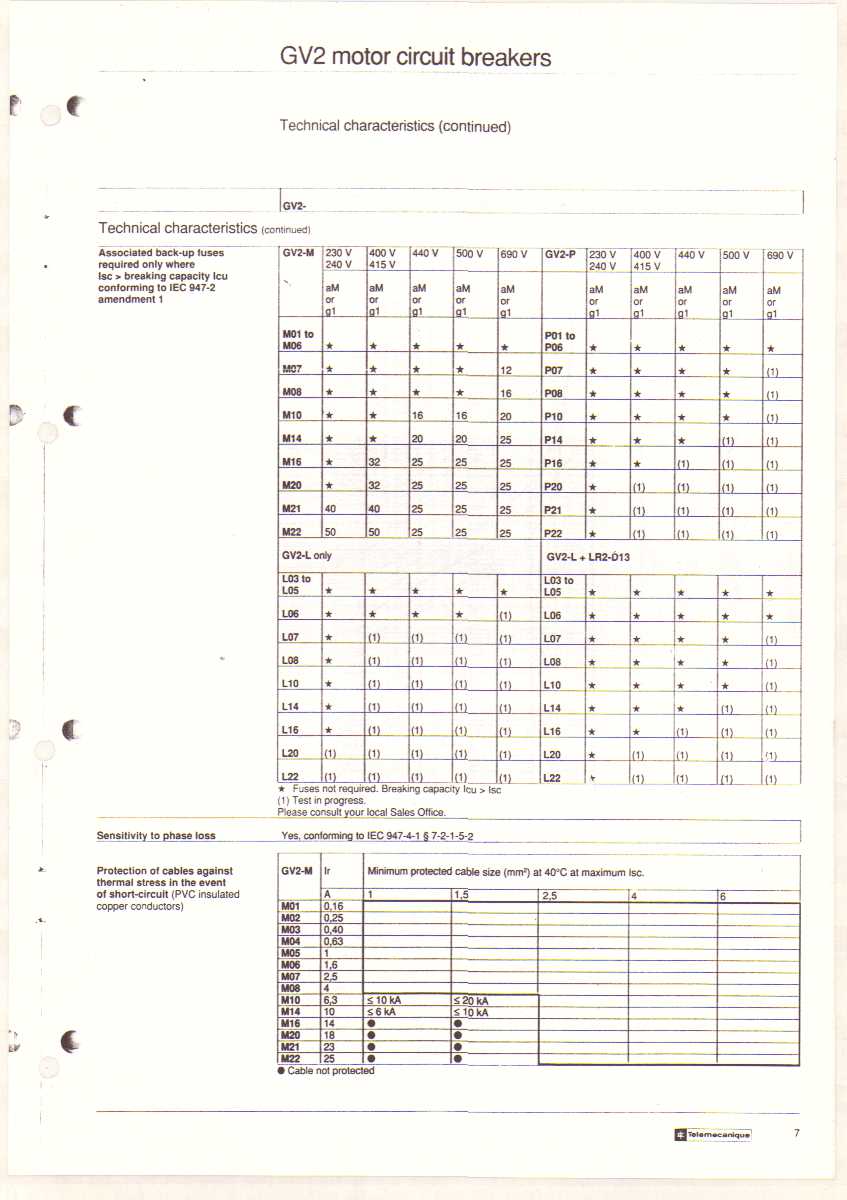 GV2 motor circuit breakers
Technical characteristics (continued)
GV2-
Technical characteristics (continued)
Associated back-up fuses
required only where
Isc > breaking capacity Icu
conforming to IEC 947-2
amendment 1
GV2-M 230 V 400 V 440 V 500 V 690 V GV2-P 230 V 400 V 440 V 500 V 690 V
240 V 415 V 240 V 415 V
aM aM aM aM aM aM aM aM aM aM
or or or or or or or or or or
g1 g1 g1 g1 g1 g1 g1 g1 g1 g1
M01 to P01 to
M06 ★ ★ ★ ★ ★ P06 ★ ★ ★ ★ ★
M07 ★ ★ ★ ★ 12 P07 ★ ★ ★ ★ (1)
M08 ★ ★ ★ ★ 16 P08 ★ ★ ★ ★ (1)
M10 ★ ★ 16 16 20 P10 ★ ★ ★ ★ (1)
M14 ★ ★ 20 20 25 P14 ★ ★ ★ (1) (1)
M16 ★ 32 25 25 25 P16 ★ ★ (1) (1) (1)
M20 ★ 32 25 25 25 P20 ★ (1) (1) (1) (1)
M21 40 40 25 25 25 P21 ★ (1) (1) (1) (1)
M22 50 50 25 25 25 P22 ★ (1) (1) (1) (1)
GV2-L only GV2-L + LR2-D13
L03 to L03 to
L05 ★ ★ ★ ★ ★ L05 ★ ★ ★ ★ ★
L06 ★ ★ ★ ★ (1) L06 ★ ★ ★ ★ ★
L07 ★ (1) (1) (1) (1) L07 ★ ★ ★ ★ (1)
L08 ★ (1) (1) (1) (1) L08 ★ ★ ★ ★ (1)
L10 ★ (1) (1) (1) (1) L10 ★ ★ ★ ★ (1)
L14 ★ (1) (1) (1) (1) L14 ★ ★ ★ (1) (1)
L16 ★ (1) (1) (1) (1) L16 ★ ★ (1) (1) (1)
L20 (1) (1) (1) (1) (1) L20 ★ (1) (1) (1) (1)
L22 (1) (1) (1) (1) (1) L22 ★ (1) (1) (1) (1)
★ Fuses not required. Breaking capacity Icu > Isc
(1) Test in progress.
Please consult your local Sales Office.
Sensitivity to phase loss Yes, conforming to IEC 947-4-1 § 7-2-1-5-2
Protection of cables against
thermal stress in the event
of short-circuit (PVC insulated
copper conductors)
GV2-M Ir Minimum protected cable size (mm²) at 40°C at maximum Isc.
A 1 1,5 2,5 4 6
M01 0,16
M02 0,25
M03 0,40
M04 0,63
M05 1
M06 1,6
M07 2,5
M08 4
M10 6,3 ≤ 10 kA ≤ 20 kA
M14 10 ≤ 6 kA ≤ 10 kA
M16 14 ● ●
M20 18 ● ●
M21 23 ● ●
M22 25 ● ●
● Cable not protected
Telemecanique 7